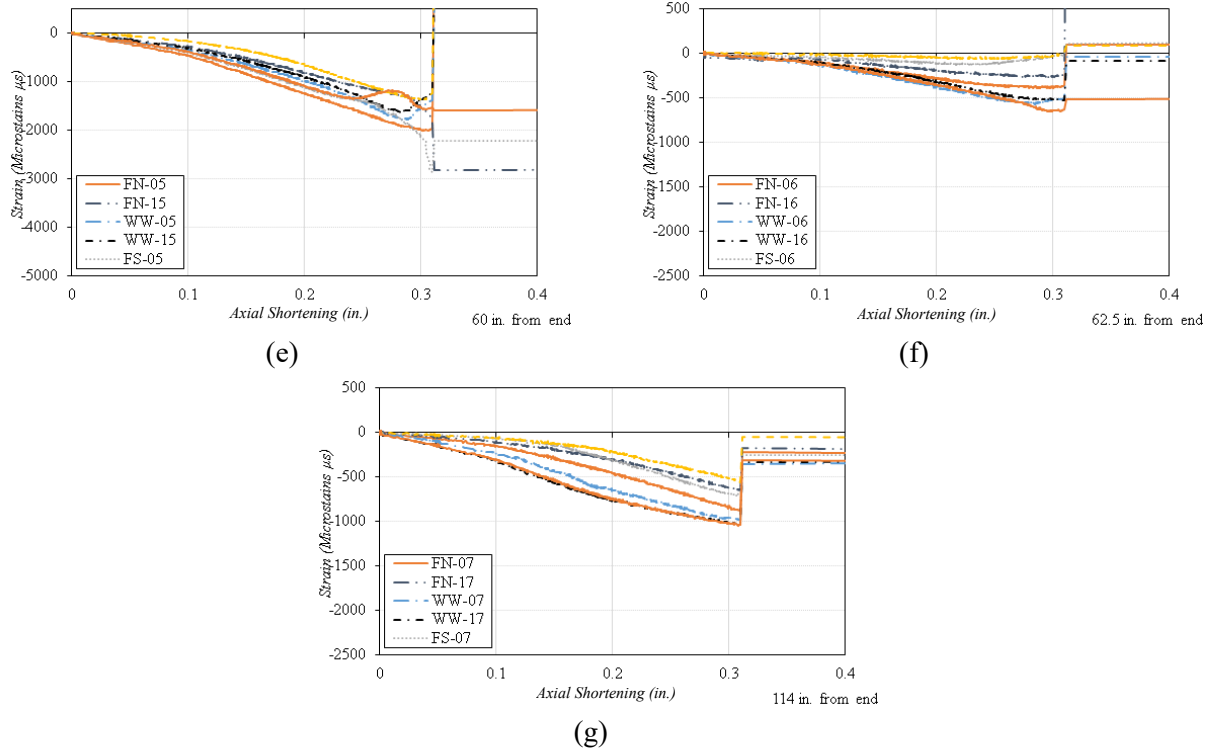 0
-1000
-2000
-3000
-4000
-5000
Strain (Microstains µs)
FN-05
FN-15
WW-05
WW-15
FS-05
0
0.1
0.2
0.3
0.4
Axial Shortening (in.)
60 in. from end
(e)
500
0
-500
-1000
-1500
-2000
-2500
Strain (Microstains µs)
FN-06
FN-16
WW-06
WW-16
FS-06
0
0.1
0.2
0.3
0.4
Axial Shortening (in.)
62.5 in. from end
(f)
500
0
-500
-1000
-1500
-2000
-2500
Strain (Microstains µs)
FN-07
FN-17
WW-07
WW-17
FS-07
0
0.1
0.2
0.3
0.4
Axial Shortening (in.)
114 in. from end
(g)